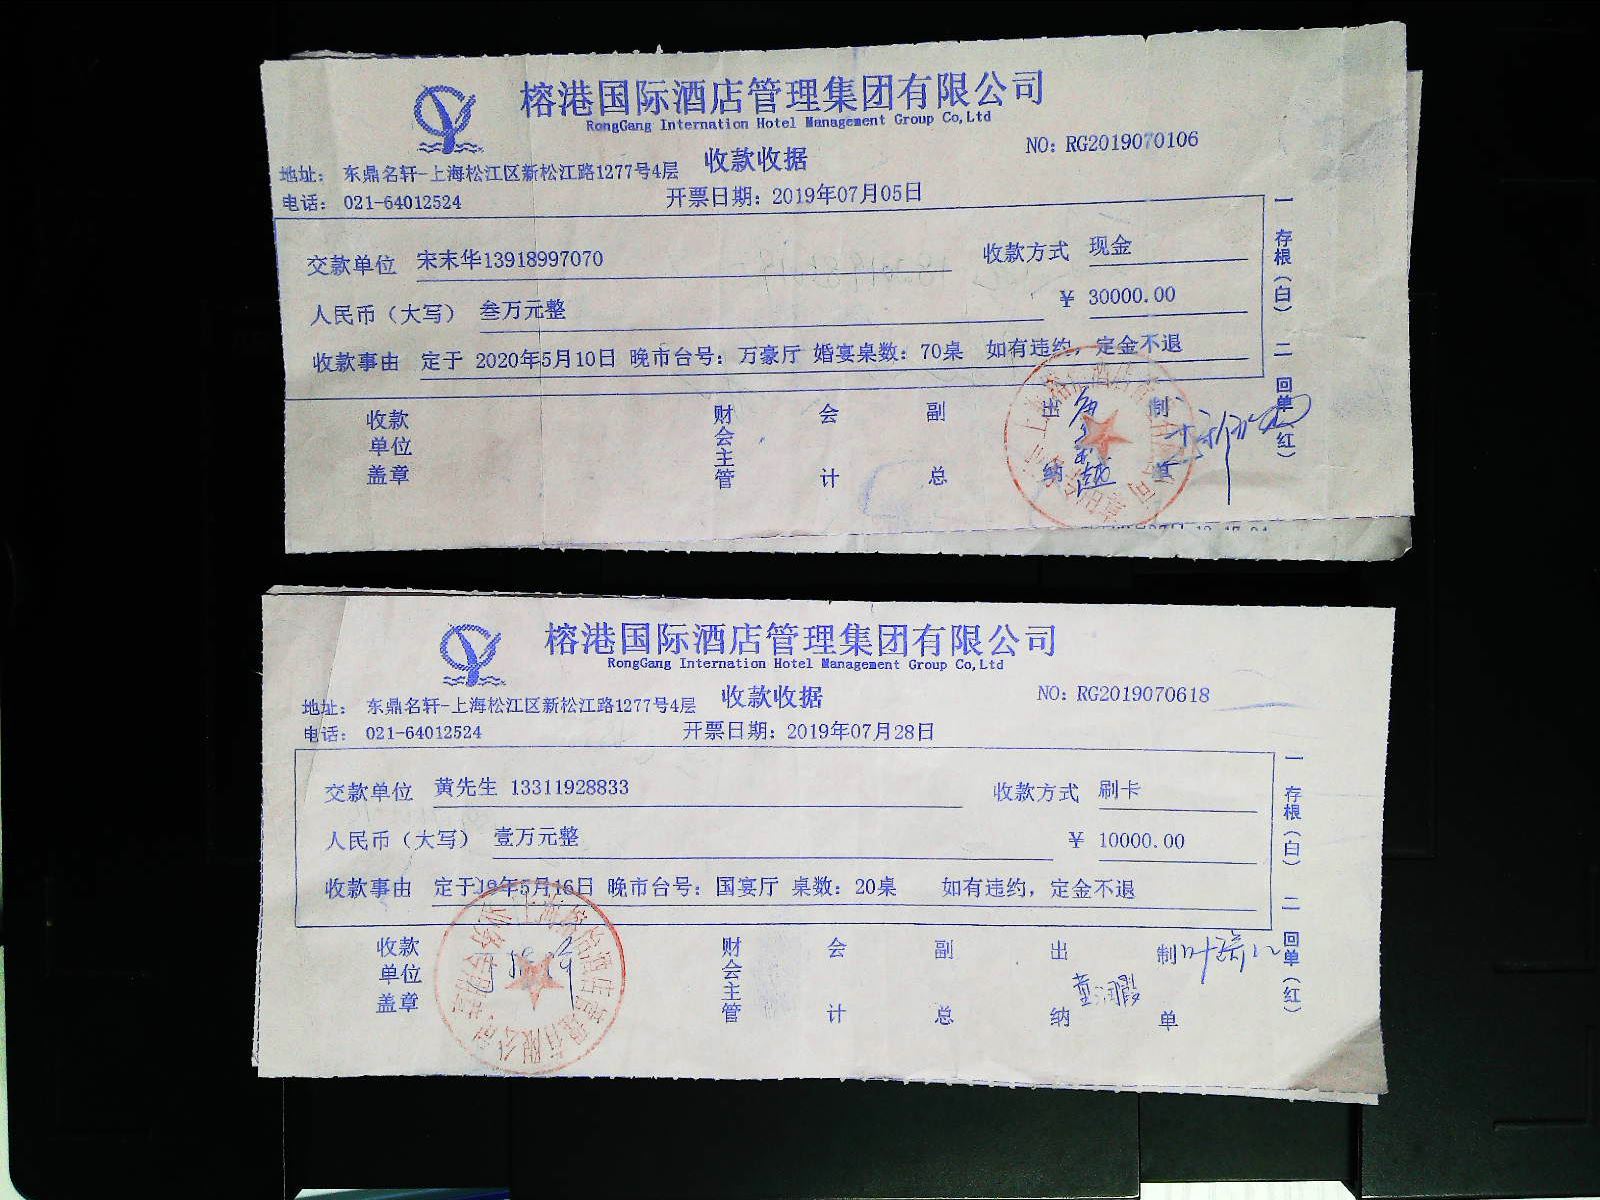 榕港国际酒店管理集团有限公司
RongGang Internation Hotel Management Group Co,Ltd
收款收据
NO: RG2019070106
地址: 东鼎名轩-上海松江区新松江路1277号4层
电话: 021-64012524
开票日期: 2019年07月05日
交款单位 宋末华13918997070 收款方式 现金
人民币（大写） 叁万元整 ¥ 30000.00
收款事由 定于 2020年5月10日 晚市台号: 万豪厅 婚宴桌数: 70桌 如有违约, 定金不退
收款单位盖章 财会主管 会计 副总 出纳 制单
一 存根（白） 二 回单（红）
榕港国际酒店管理集团有限公司
RongGang Internation Hotel Management Group Co,Ltd
收款收据
NO: RG2019070618
地址: 东鼎名轩-上海松江区新松江路1277号4层
电话: 021-64012524
开票日期: 2019年07月28日
交款单位 黄先生 13311928833 收款方式 刷卡
人民币（大写） 壹万元整 ¥ 10000.00
收款事由 定于19年5月16日 晚市台号: 国宴厅 桌数: 20桌 如有违约, 定金不退
收款单位盖章 财会主管 会计 副总 出纳 制单
一 存根（白） 二 回单（红）